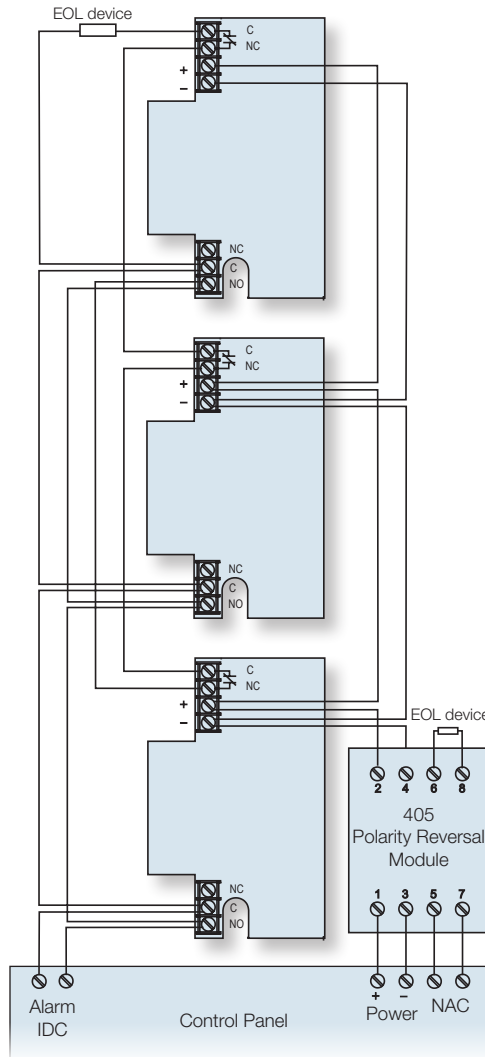 EOL device
C
NC
+
–
NC
C
NO
C
NC
+
–
NC
C
NO
C
NC
+
–
EOL device
2 4 6 8
405
Polarity Reversal
Module
NC
C
NO
1 3 5 7
+ –
Alarm
IDC
Control Panel
Power
NAC